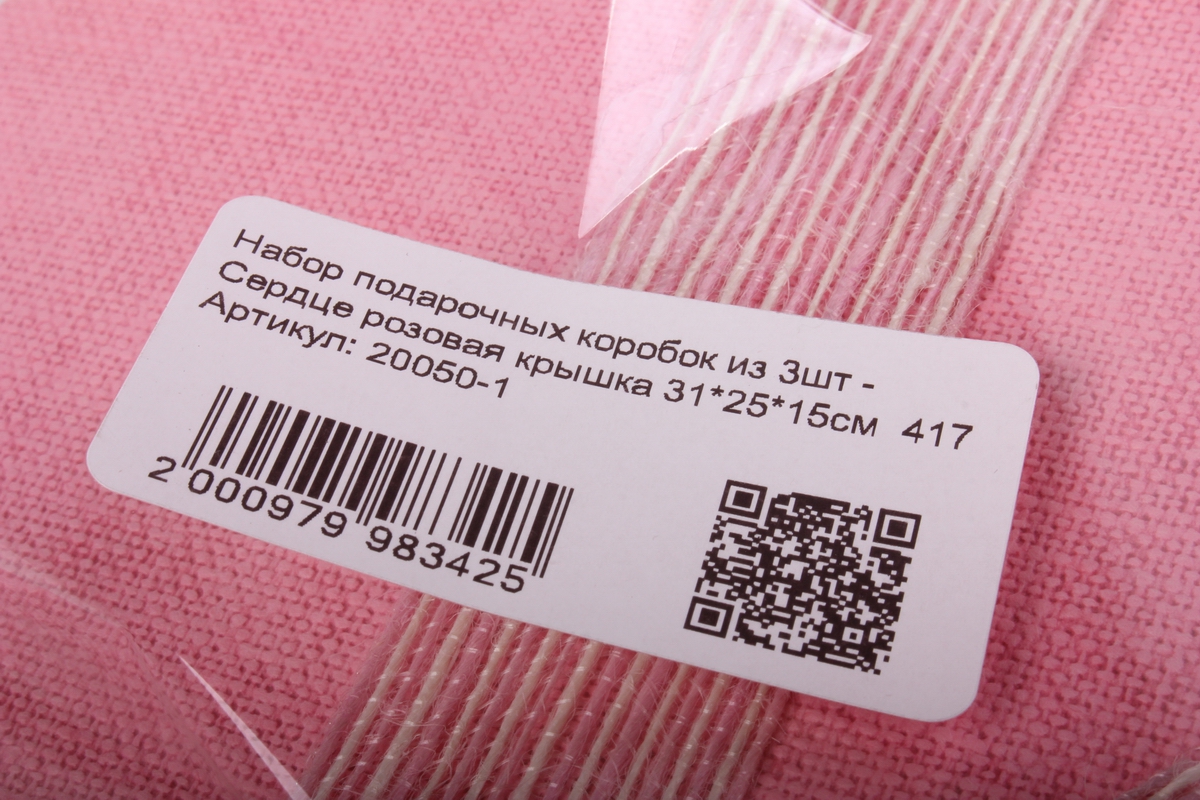 Набор подарочных коробок из 3шт -
Сердце розовая крышка 31*25*15см 417
Артикул: 20050-1
2 000979 983425